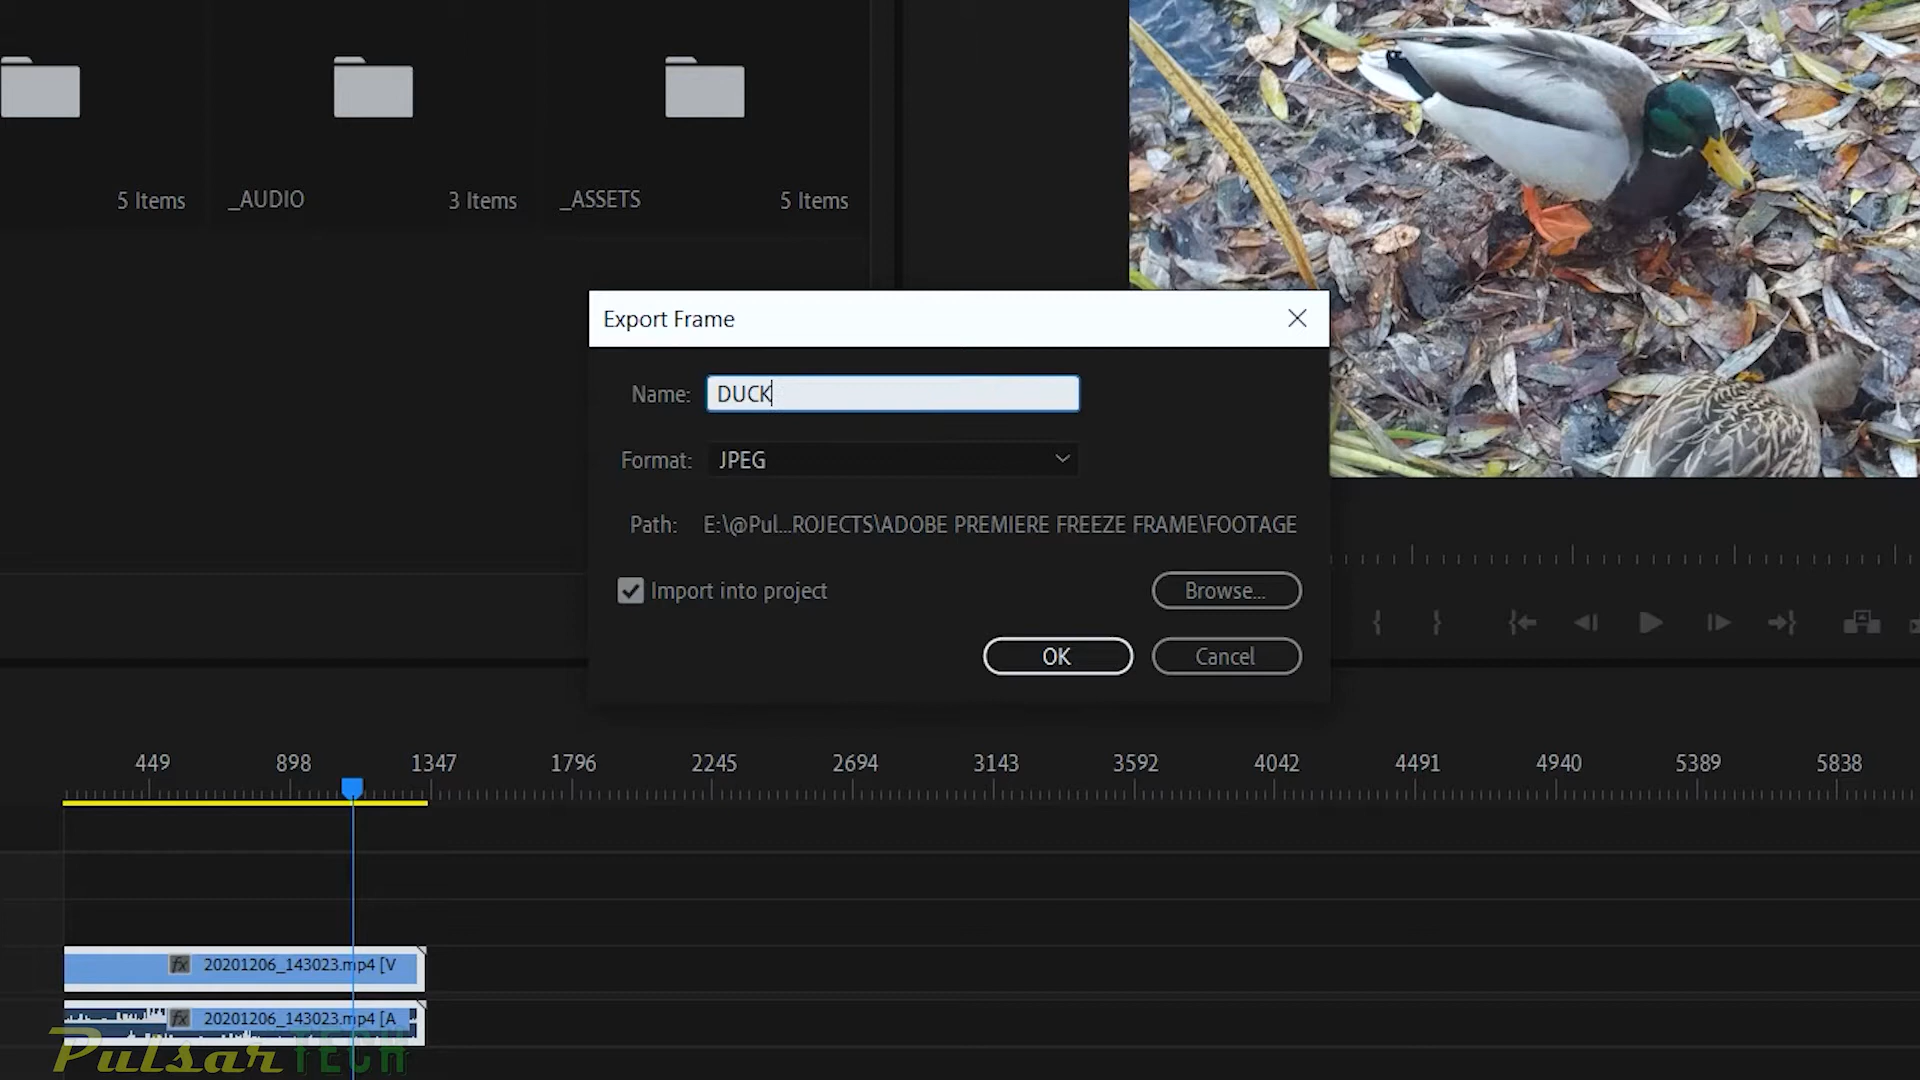 5 Items
_AUDIO
3 Items
_ASSETS
5 Items
Export Frame
Name: DUCK
Format: JPEG
Path: E:\@Pul...ROJECTS\ADOBE PREMIERE FREEZE FRAME\FOOTAGE
Import into project
Browse...
OK
Cancel
449 898 1347 1796 2245 2694 3143 3592 4042 4491 4940 5389 5838
fx 20201206_143023.mp4 [V
fx 20201206_143023.mp4 [A
Pulsar TECH